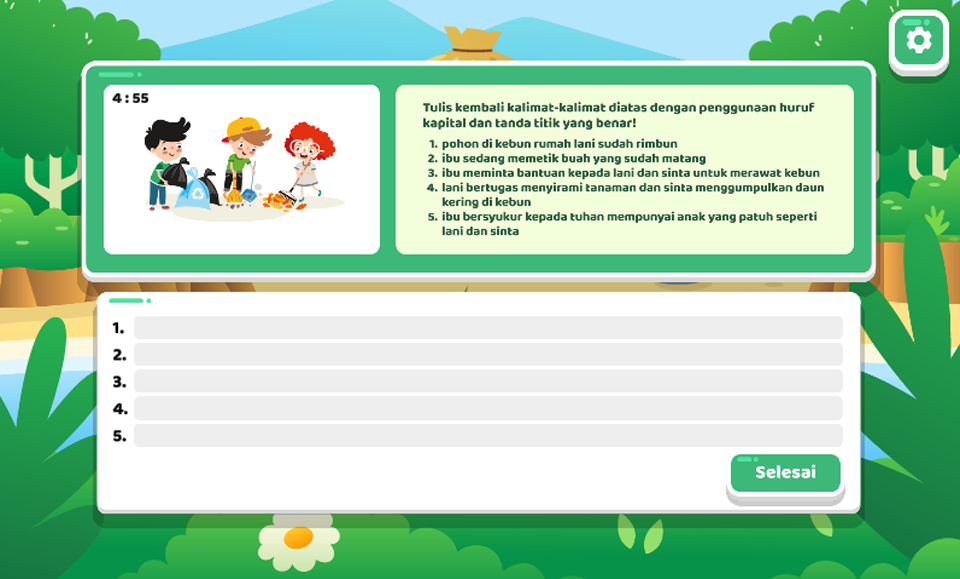 4 : 55
Tulis kembali kalimat-kalimat diatas dengan penggunaan huruf
kapital dan tanda titik yang benar!
1. pohon di kebun rumah lani sudah rimbun
2. ibu sedang memetik buah yang sudah matang
3. ibu meminta bantuan kepada lani dan sinta untuk merawat kebun
4. lani bertugas menyirami tanaman dan sinta menggumpulkan daun
kering di kebun
5. ibu bersyukur kepada tuhan mempunyai anak yang patuh seperti
lani dan sinta
1.
2.
3.
4.
5.
Selesai